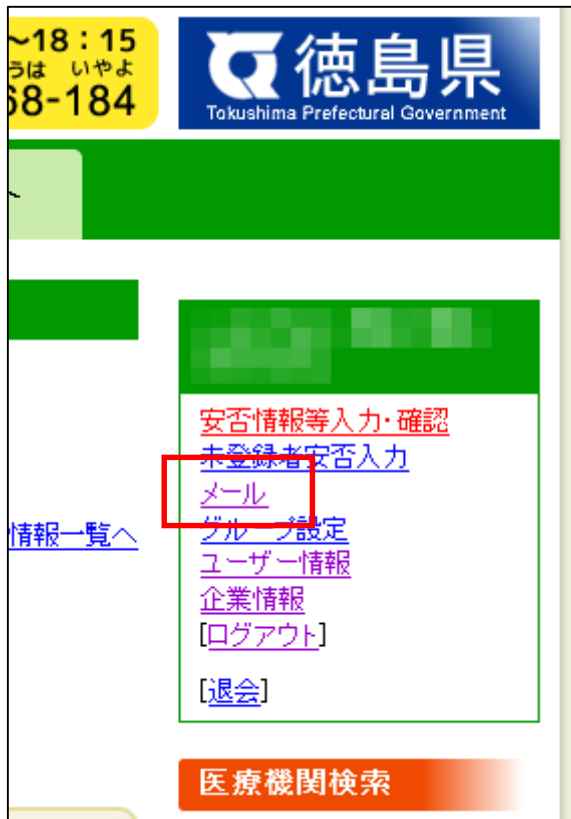 ~18：15
うは いやよ
68-184
徳島県
Tokushima Prefectural Government
安否情報等入力・確認
未登録者安否入力
メール
グループ設定
情報一覧へ
ユーザー情報
企業情報
[ログアウト]
[退会]
医療機関検索